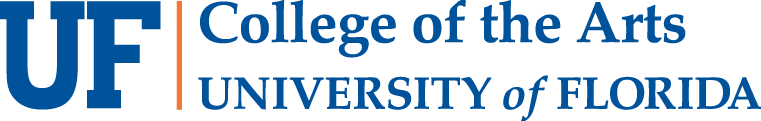 UF
College of the Arts
UNIVERSITY of FLORIDA